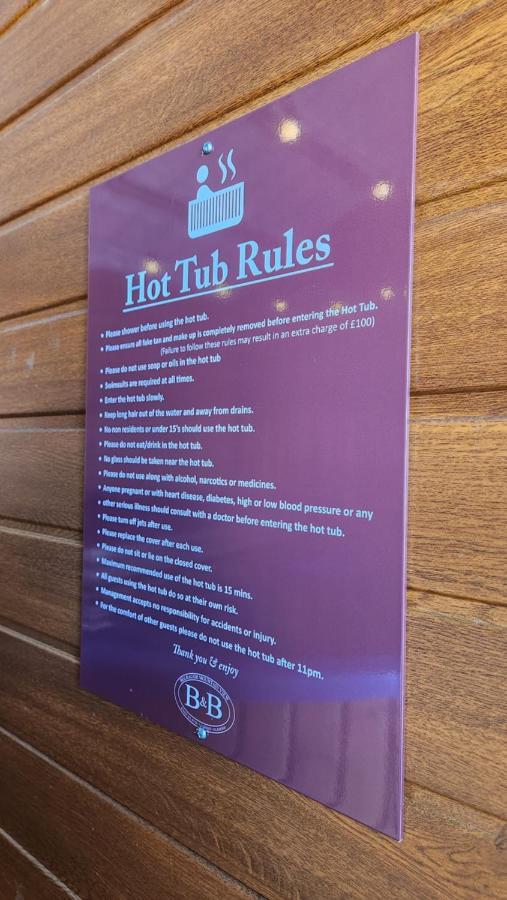 Hot Tub Rules
• Please shower before using the hot tub.
• Please ensure all fake tan and make up is completely removed before entering the Hot Tub.
(Failure to follow these rules may result in an extra charge of £100)
• Please do not use soap or oils in the hot tub
• Swimsuits are required at all times.
• Enter the hot tub slowly.
• Keep long hair out of the water and away from drains.
• No non residents or under 15's should use the hot tub.
• Please do not eat/drink in the hot tub.
• No glass should be taken near the hot tub.
• Please do not use along with alcohol, narcotics or medicines.
• Anyone pregnant or with heart disease, diabetes, high or low blood pressure or any
• other serious illness should consult with a doctor before entering the hot tub.
• Please turn off jets after use.
• Please replace the cover after each use.
• Please do not sit or lie on the closed cover.
• Maximum recommended use of the hot tub is 15 mins.
• All guests using the hot tub do so at their own risk.
• Management accepts no responsibility for accidents or injury.
• For the comfort of other guests please do not use the hot tub after 11pm.
Thank you & enjoy
MOUNTAIN VIEW
B&B